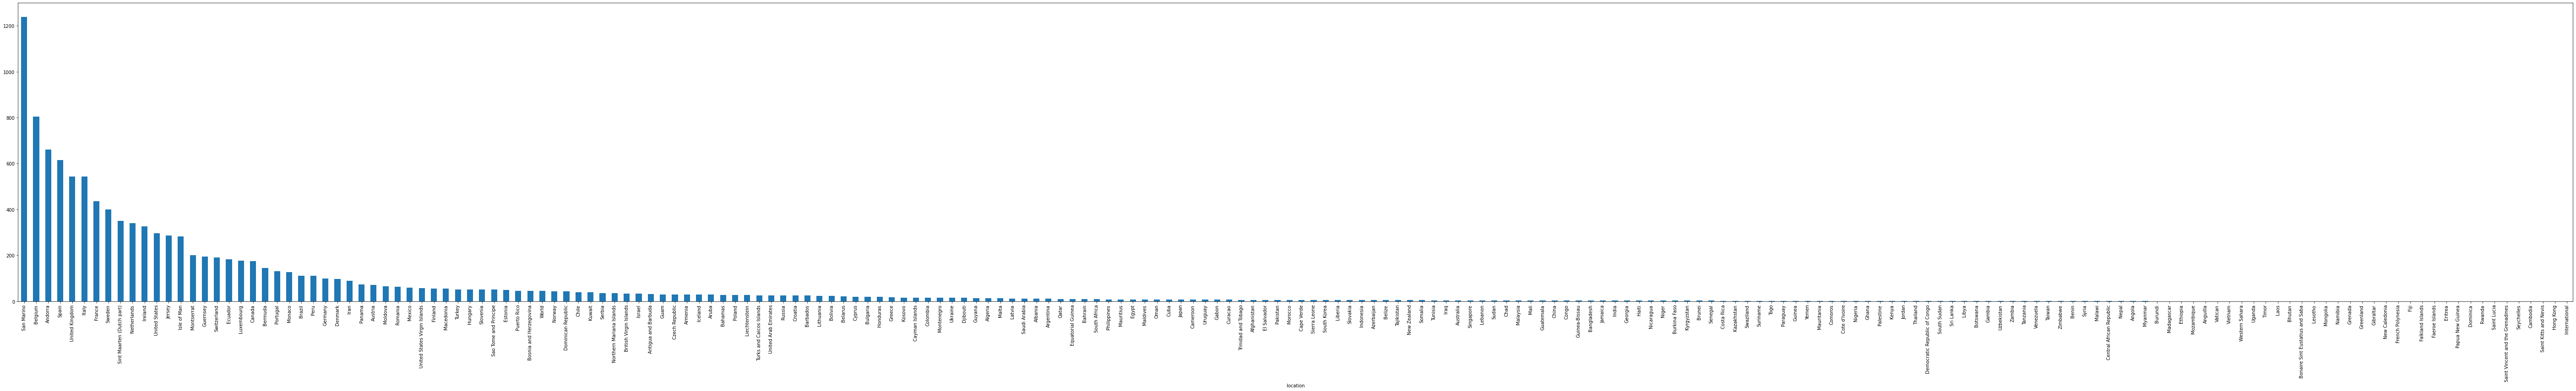 1200
1000
800
600
400
200
0
San Marino
Belgium
Andorra
Spain
United Kingdom
Italy
France
Sweden
Sint Maarten (Dutch part)
Netherlands
Ireland
United States
Jersey
Isle of Man
Montserrat
Guernsey
Switzerland
Ecuador
Luxembourg
Canada
Bermuda
Portugal
Monaco
Brazil
Peru
Germany
Denmark
Iran
Panama
Austria
Moldova
Romania
Mexico
United States Virgin Islands
Finland
Macedonia
Turkey
Hungary
Slovenia
Sao Tome and Principe
Estonia
Puerto Rico
Bosnia and Herzegovina
World
Norway
Dominican Republic
Chile
Kuwait
Serbia
Northern Mariana Islands
British Virgin Islands
Israel
Antigua and Barbuda
Guam
Czech Republic
Armenia
Iceland
Aruba
Bahamas
Poland
Liechtenstein
Turks and Caicos Islands
United Arab Emirates
Russia
Croatia
Barbados
Lithuania
Bolivia
Belarus
Cyprus
Bulgaria
Honduras
Greece
Kosovo
Cayman Islands
Colombia
Montenegro
Ukraine
Djibouti
Guyana
Algeria
Malta
Latvia
Saudi Arabia
Albania
Argentina
Qatar
Equatorial Guinea
Bahrain
South Africa
Philippines
Mauritius
Egypt
Maldives
Oman
Cuba
Japan
Cameroon
Uruguay
Gabon
Curacao
Trinidad and Tobago
Afghanistan
El Salvador
Pakistan
Morocco
Cape Verde
Sierra Leone
South Korea
Liberia
Slovakia
Indonesia
Azerbaijan
Belize
Tajikistan
New Zealand
Somalia
Tunisia
Iraq
Australia
Singapore
Lebanon
Sudan
Chad
Malaysia
Mali
Guatemala
China
Congo
Guinea-Bissau
Bangladesh
Jamaica
India
Georgia
Haiti
Nicaragua
Niger
Burkina Faso
Kyrgyzstan
Brunei
Senegal
Costa Rica
Kazakhstan
Swaziland
Suriname
Togo
Paraguay
Guinea
Yemen
Mauritania
Comoros
Cote d'Ivoire
Nigeria
Ghana
Palestine
Kenya
Jordan
Thailand
Democratic Republic of Congo
South Sudan
Sri Lanka
Libya
Botswana
Gambia
Uzbekistan
Zambia
Tanzania
Venezuela
Taiwan
Zimbabwe
Benin
Syria
Malawi
Central African Republic
Nepal
Angola
Myanmar
Burundi
Madagascar
Ethiopia
Mozambique
Anguilla
Vatican
Vietnam
Western Sahara
Uganda
Timor
Laos
Bhutan
Bonaire Sint Eustatius and Saba
Lesotho
Mongolia
Namibia
Grenada
Greenland
Gibraltar
New Caledonia
French Polynesia
Fiji
Falkland Islands
Faeroe Islands
Eritrea
Papua New Guinea
Dominica
Rwanda
Saint Lucia
Saint Vincent and the Grenadines
Seychelles
Cambodia
Saint Kitts and Nevis
Hong Kong
International
location